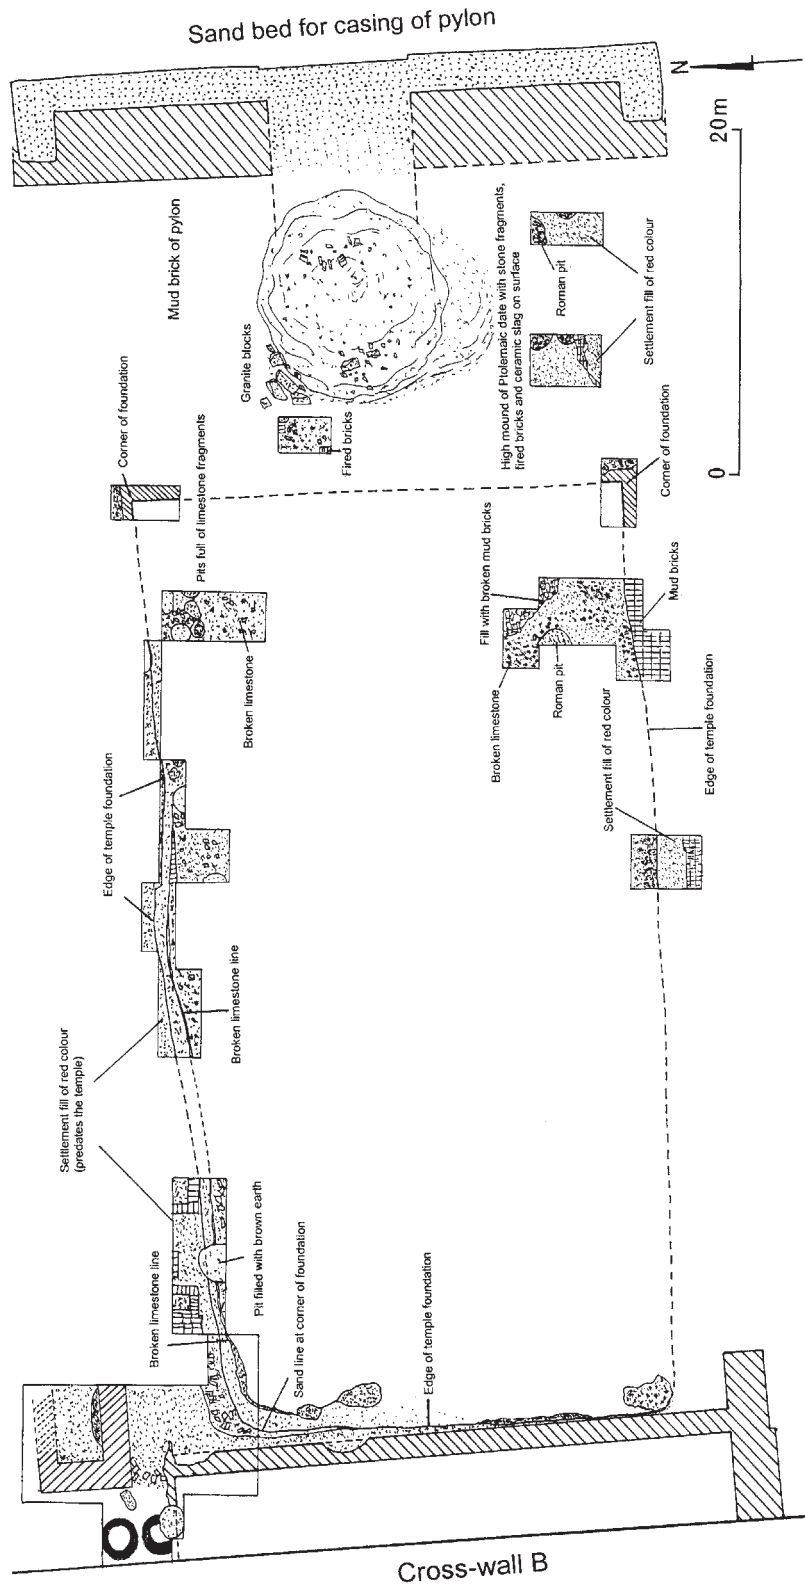 Sand bed for casing of pylon
N
20m
0
Mud brick of pylon
Granite blocks
Fired bricks
High mound of Ptolemaic date with stone fragments,
fired bricks and ceramic slag on surface
Roman pit
Settlement fill of red colour
Corner of foundation
Pits full of limestone fragments
Broken limestone
Corner of foundation
Fill with broken mud bricks
Mud bricks
Broken limestone
Roman pit
Edge of temple foundation
Settlement fill of red colour
Edge of temple foundation
Broken limestone line
Settlement fill of red colour
(predates the temple)
Broken limestone line
Pit filled with brown earth
Sand line at corner of foundation
Edge of temple foundation
Cross-wall B